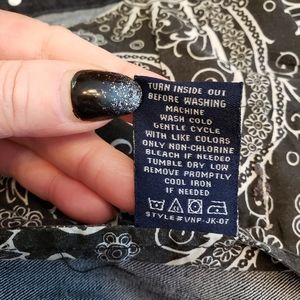 TURN INSIDE OUT
BEFORE WASHING
MACHINE
WASH COLD
GENTLE CYCLE
WITH LIKE COLORS
ONLY NON-CHLORINE
BLEACH IF NEEDED
TUMBLE DRY LOW
REMOVE PROMPTLY
COOL IRON
IF NEEDED
STYLE#VNP-JK-07